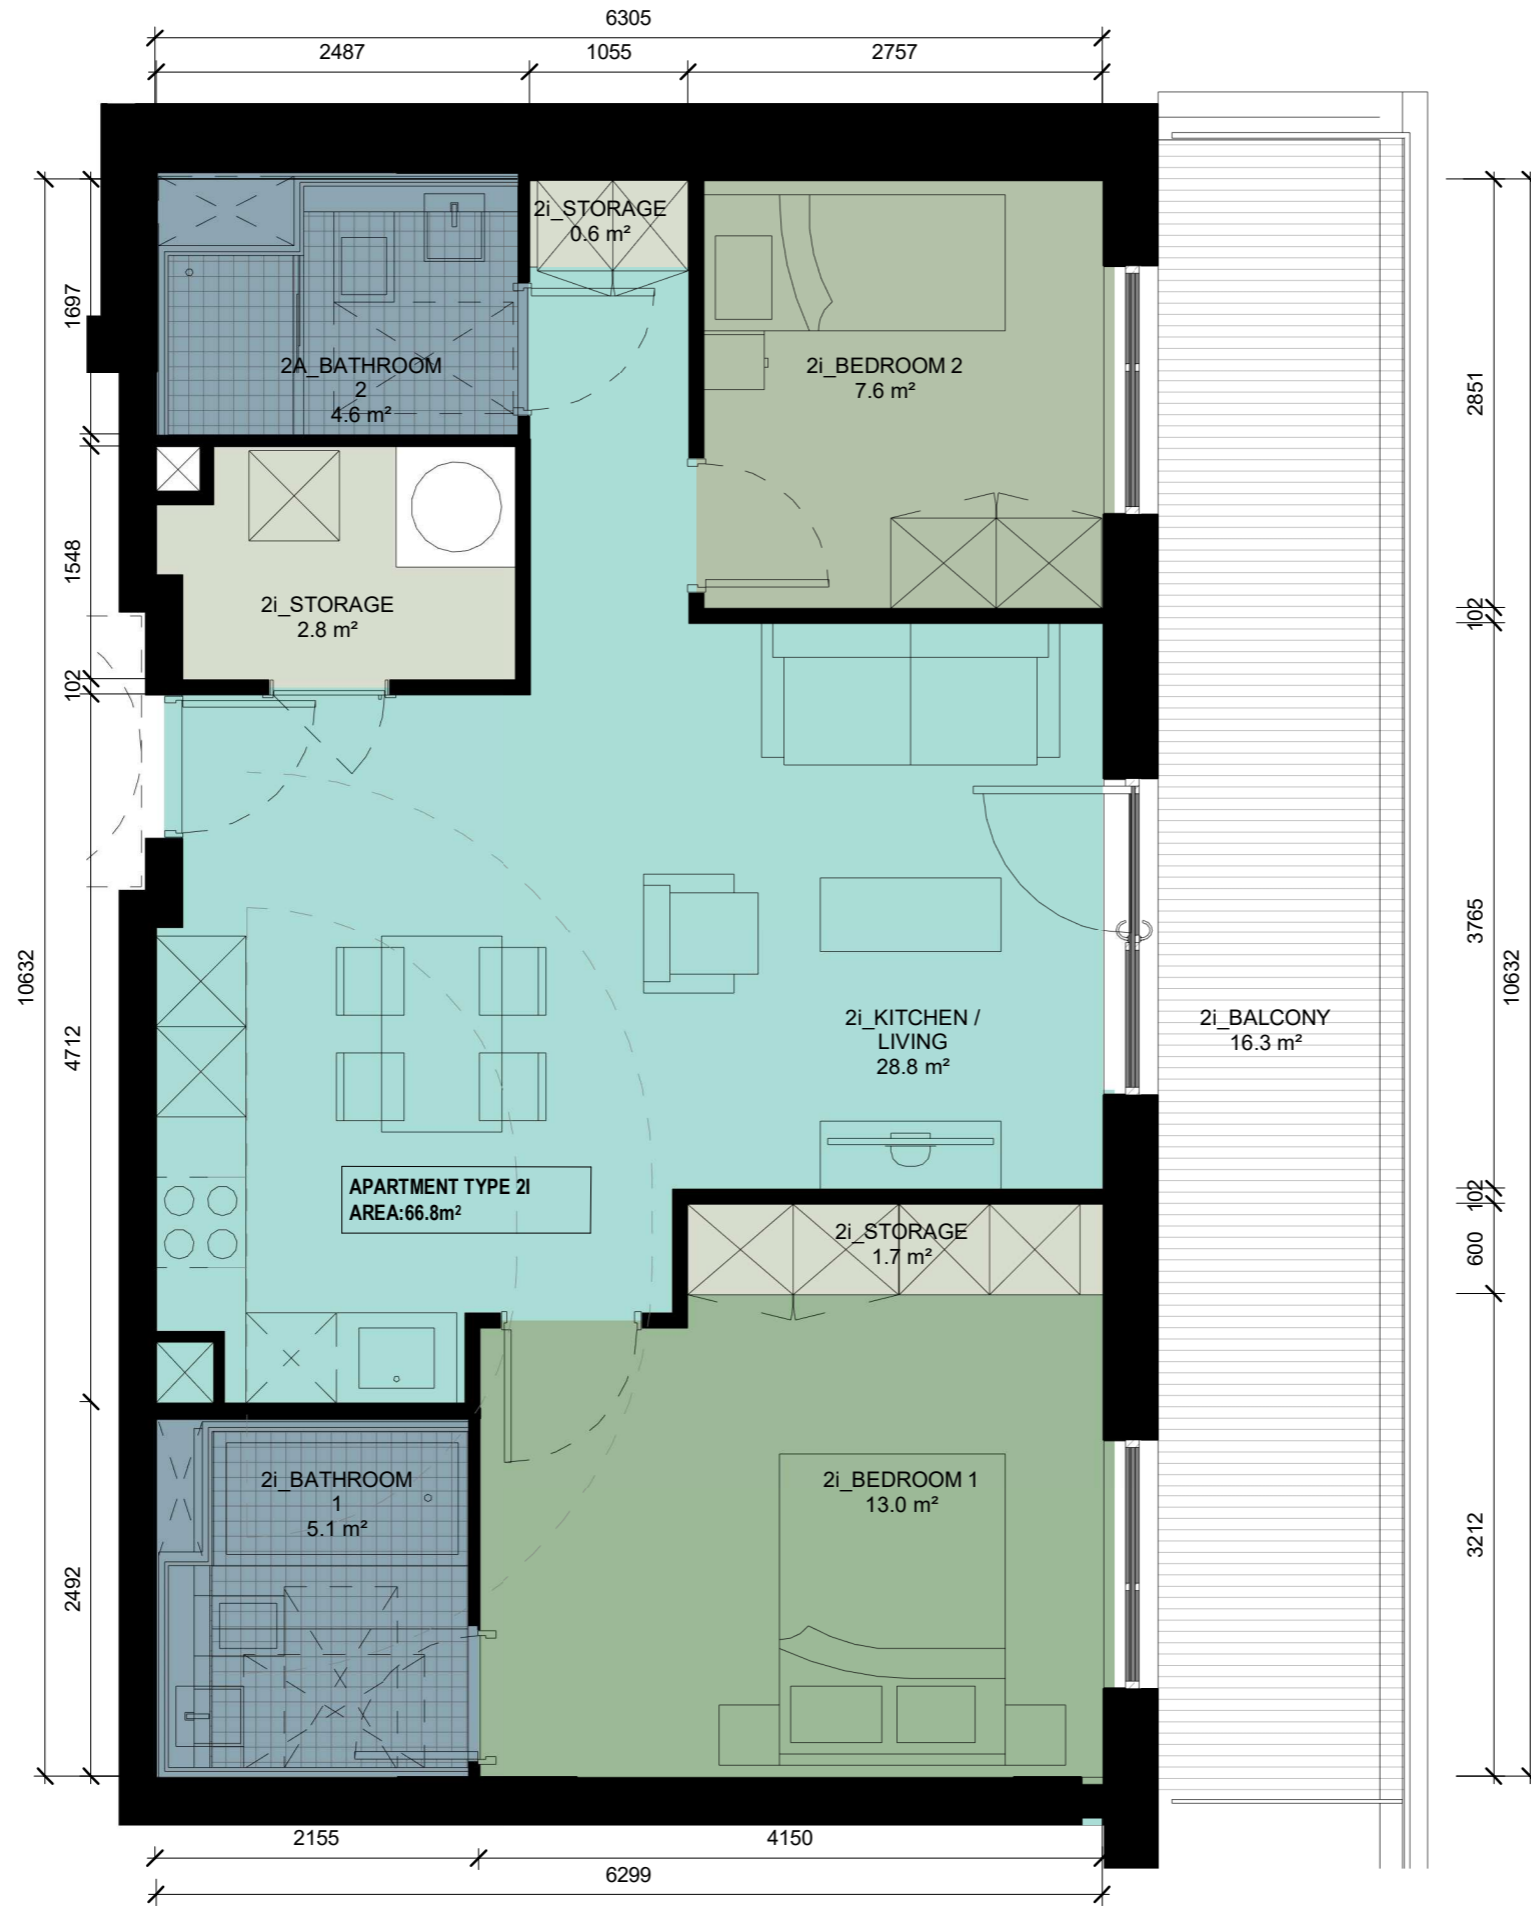 6305
2487
1055
2757
2i_STORAGE
0.6 m²
1697
2A_BATHROOM
2
4.6 m²
2i_BEDROOM 2
7.6 m²
2851
1548
2i_STORAGE
2.8 m²
102
102
10632
4712
3765
10632
2i_KITCHEN /
LIVING
28.8 m²
2i_BALCONY
16.3 m²
APARTMENT TYPE 2I
AREA:66.8m²
102
2i_STORAGE
1.7 m²
600
2i_BATHROOM
1
5.1 m²
2i_BEDROOM 1
13.0 m²
2492
3212
2155
4150
6299